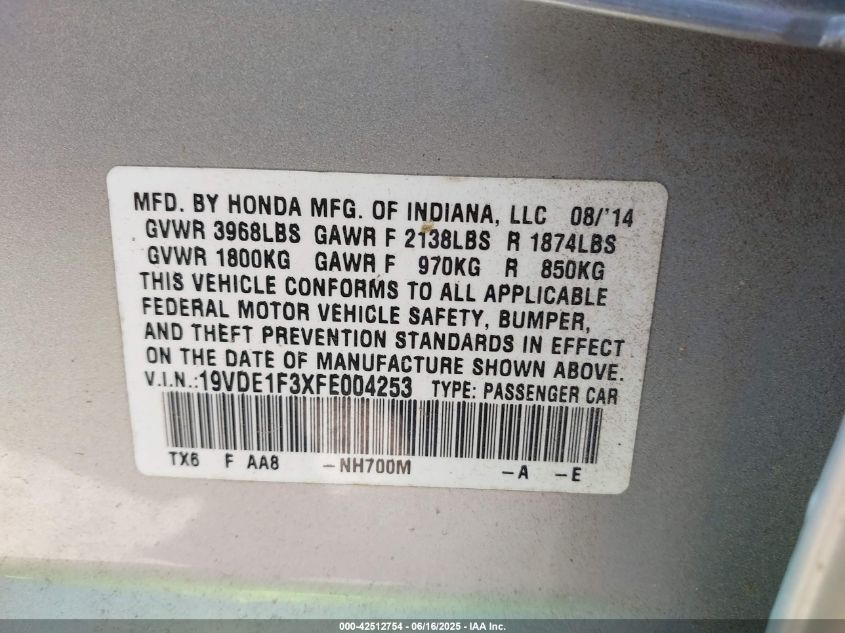 MFD. BY HONDA MFG. OF INDIANA, LLC 08/'14
GVWR 3968LBS GAWR F 2138LBS R 1874LBS
GVWR 1800KG GAWR F 970KG R 850KG
THIS VEHICLE CONFORMS TO ALL APPLICABLE
FEDERAL MOTOR VEHICLE SAFETY, BUMPER,
AND THEFT PREVENTION STANDARDS IN EFFECT
ON THE DATE OF MANUFACTURE SHOWN ABOVE.
V.I.N.:19VDE1F3XFE004253 TYPE: PASSENGER CAR
TX6 F AA8 -NH700M -A -E
000-42512754 - 06/16/2025 - IAA Inc.